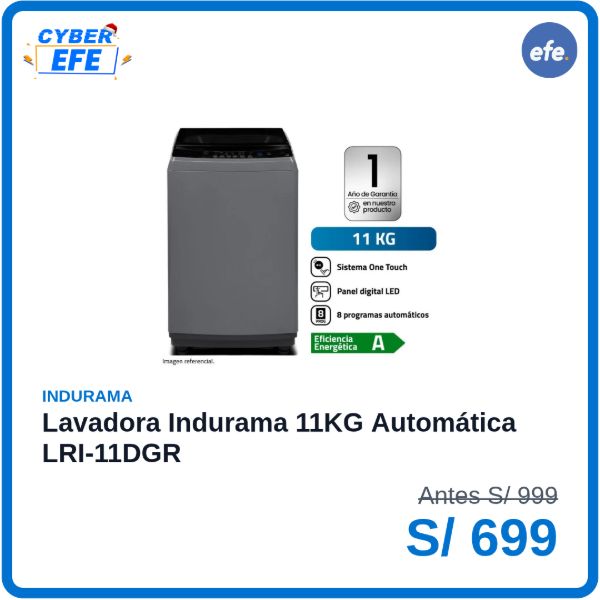 CYBER
EFE
efe.
1
Año de Garantía
en nuestro
producto
11 KG
Sistema One Touch
Panel digital LED
8
8 programas automáticos
Eficiencia
Energética
A
Imagen referencial.
INDURAMA
Lavadora Indurama 11KG Automática
LRI-11DGR
Antes S/ 999
S/ 699